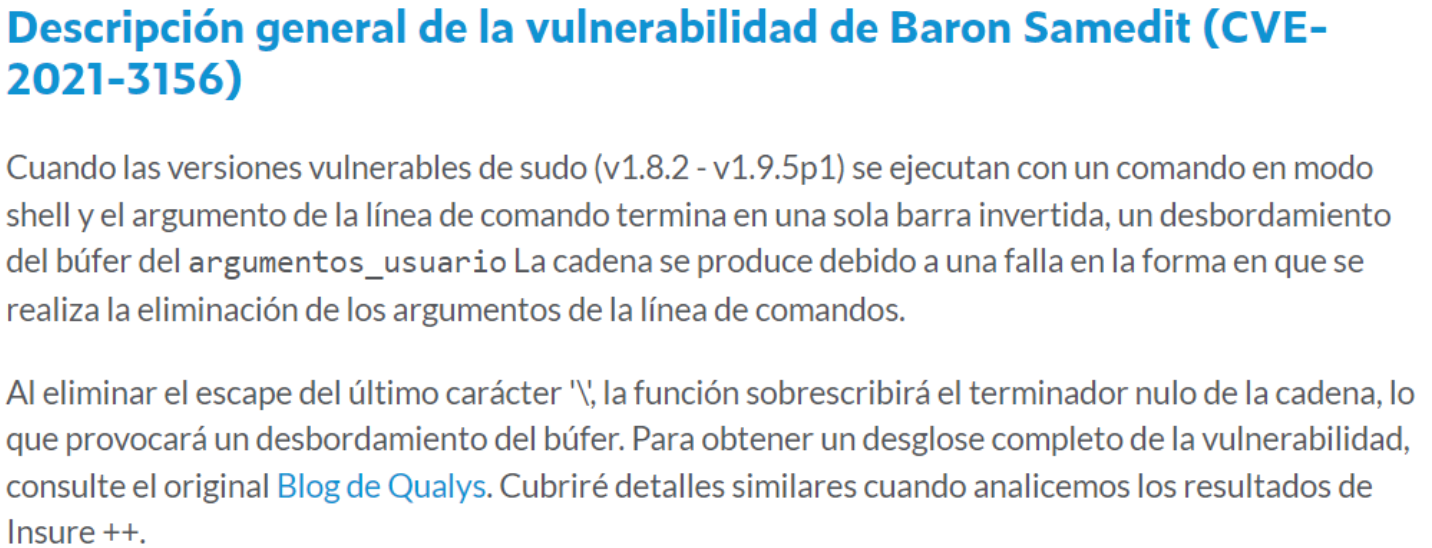 Descripción general de la vulnerabilidad de Baron Samedit (CVE-
2021-3156)
Cuando las versiones vulnerables de sudo (v1.8.2 - v1.9.5p1) se ejecutan con un comando en modo
shell y el argumento de la línea de comando termina en una sola barra invertida, un desbordamiento
del búfer del argumentos_usuario La cadena se produce debido a una falla en la forma en que se
realiza la eliminación de los argumentos de la línea de comandos.
Al eliminar el escape del último carácter '\', la función sobrescribirá el terminador nulo de la cadena, lo
que provocará un desbordamiento del búfer. Para obtener un desglose completo de la vulnerabilidad,
consulte el original Blog de Qualys. Cubriré detalles similares cuando analicemos los resultados de
Insure ++.